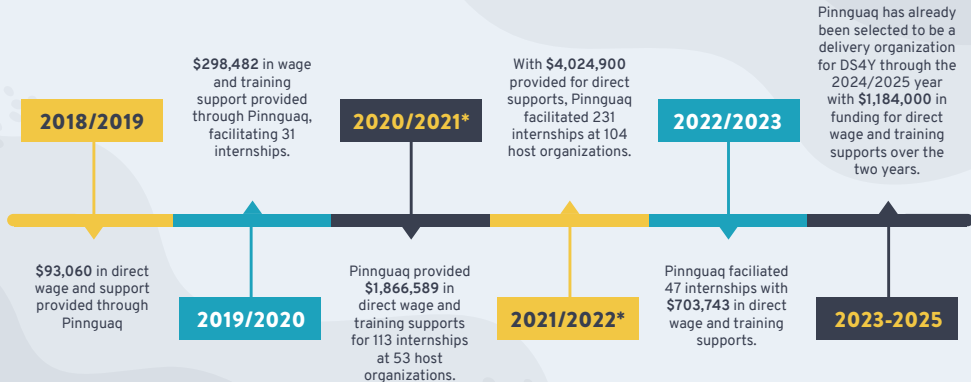 2018/2019
$93,060 in direct
wage and support
provided through
Pinnguaq
$298,482 in wage
and training
support provided
through Pinnguaq,
facilitating 31
internships.
2019/2020
2020/2021*
Pinnguaq provided
$1,866,589 in
direct wage and
training supports
for 113 internships
at 53 host
organizations.
With $4,024,900
provided for direct
supports, Pinnguaq
facilitated 231
internships at 104
host organizations.
2021/2022*
2022/2023
Pinnguaq faciliated
47 internships with
$703,743 in direct
wage and training
supports.
Pinnguaq has already
been selected to be a
delivery organization
for DS4Y through the
2024/2025 year
with $1,184,000 in
funding for direct
wage and training
supports over the
two years.
2023-2025